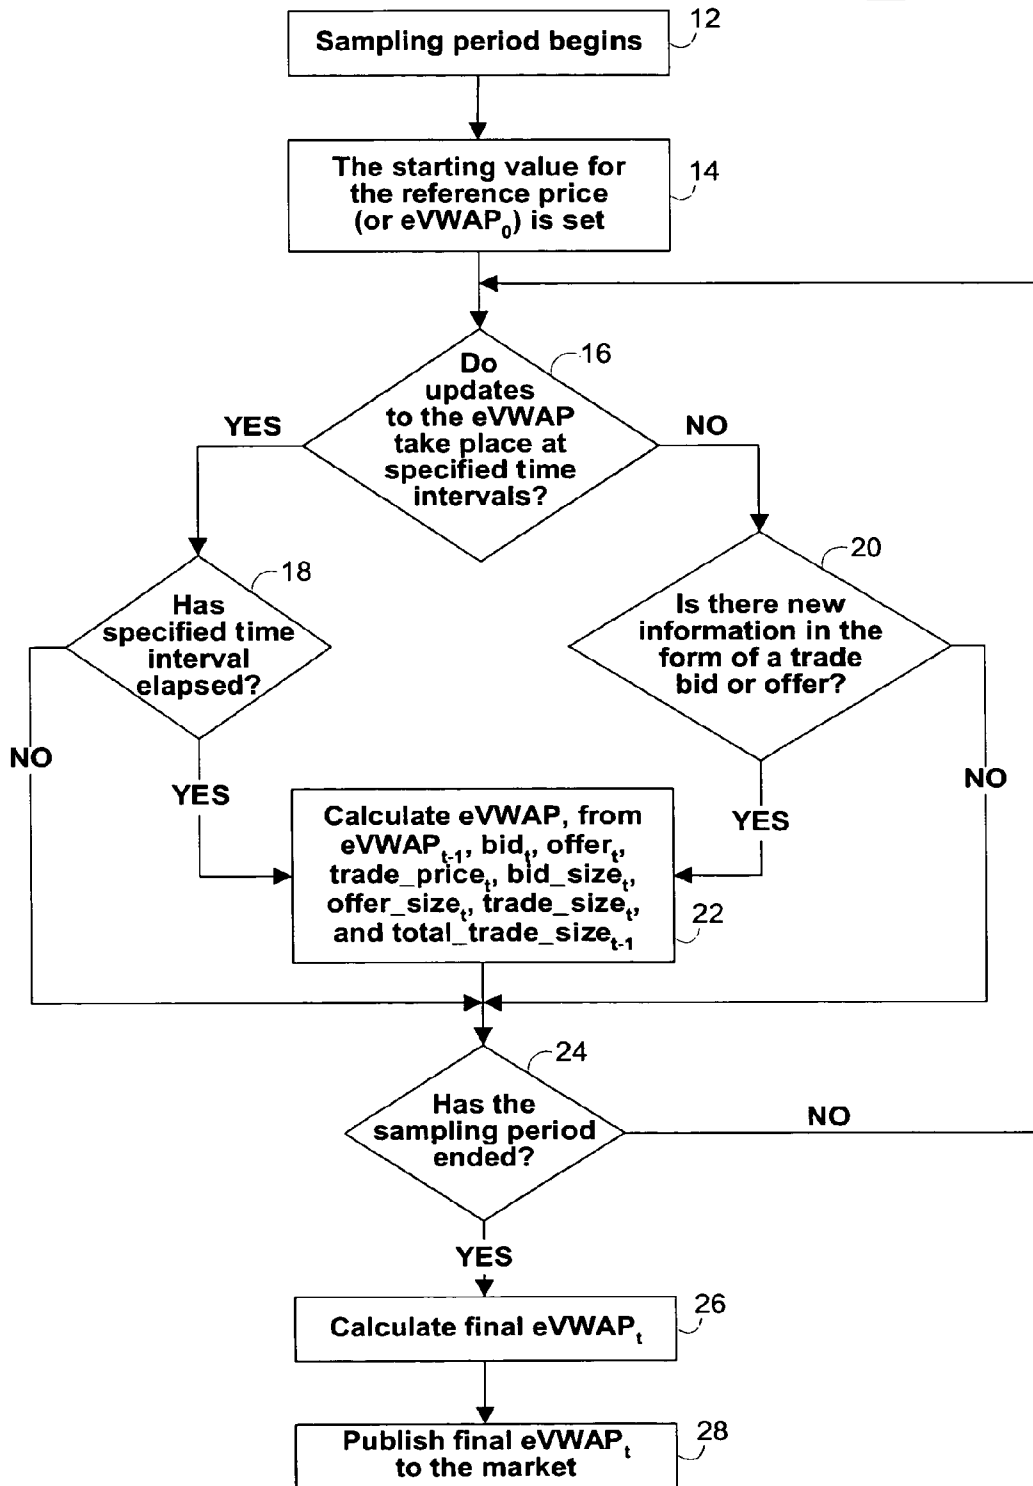 Sampling period begins
12
The starting value for
the reference price
(or eVWAP0) is set
14
Do
updates
to the eVWAP
take place at
specified time
intervals?
16
YES
NO
Has
specified time
interval
elapsed?
18
Is there new
information in the
form of a trade
bid or offer?
20
NO
YES
YES
NO
Calculate eVWAP, from
eVWAPt-1, bidt, offert,
trade_pricet, bid_sizet,
offer_sizet, trade_sizet,
and total_trade_sizet-1
22
Has the
sampling period
ended?
24
NO
YES
Calculate final eVWAPt
26
Publish final eVWAPt
to the market
28